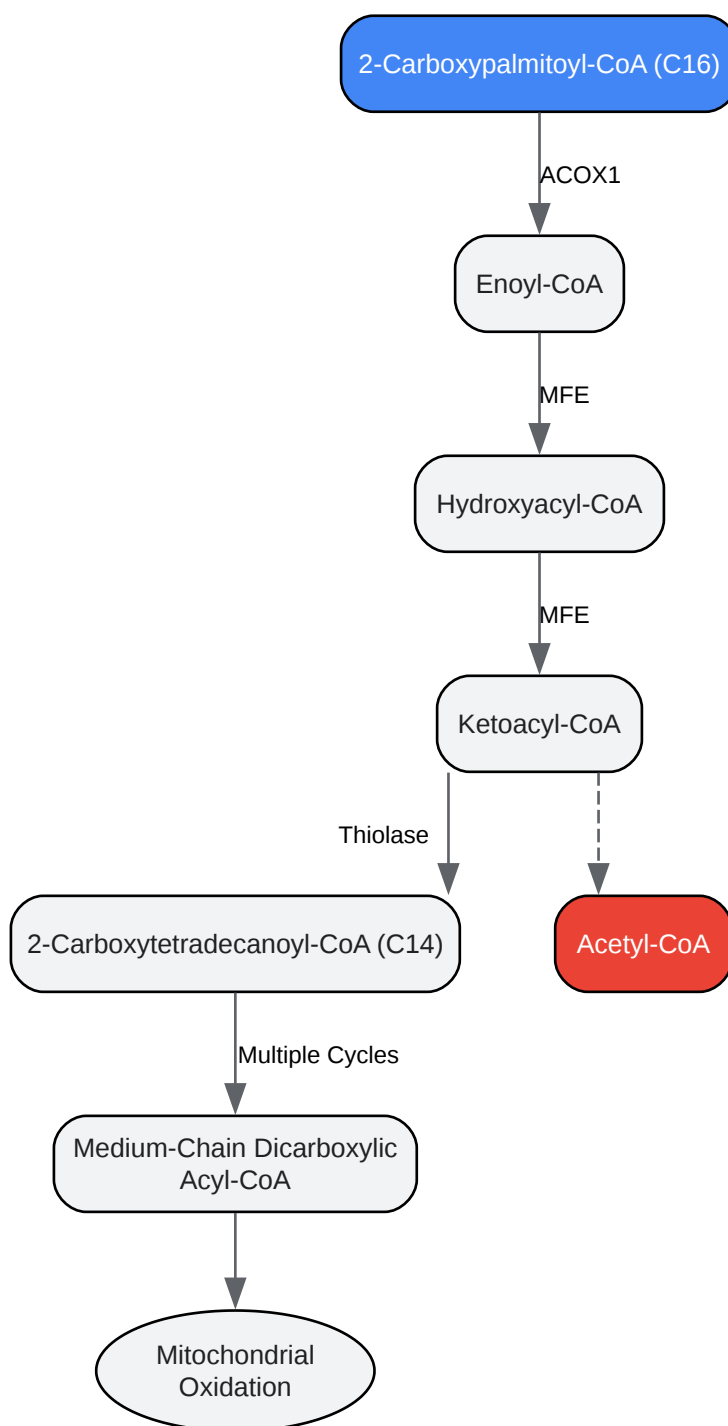 2-Carboxypalmitoyl-CoA (C16)
ACOX1
Enoyl-CoA
MFE
Hydroxyacyl-CoA
MFE
Ketoacyl-CoA
Thiolase
2-Carboxytetradecanoyl-CoA (C14)
Acetyl-CoA
Multiple Cycles
Medium-Chain Dicarboxylic
Acyl-CoA
Mitochondrial
Oxidation